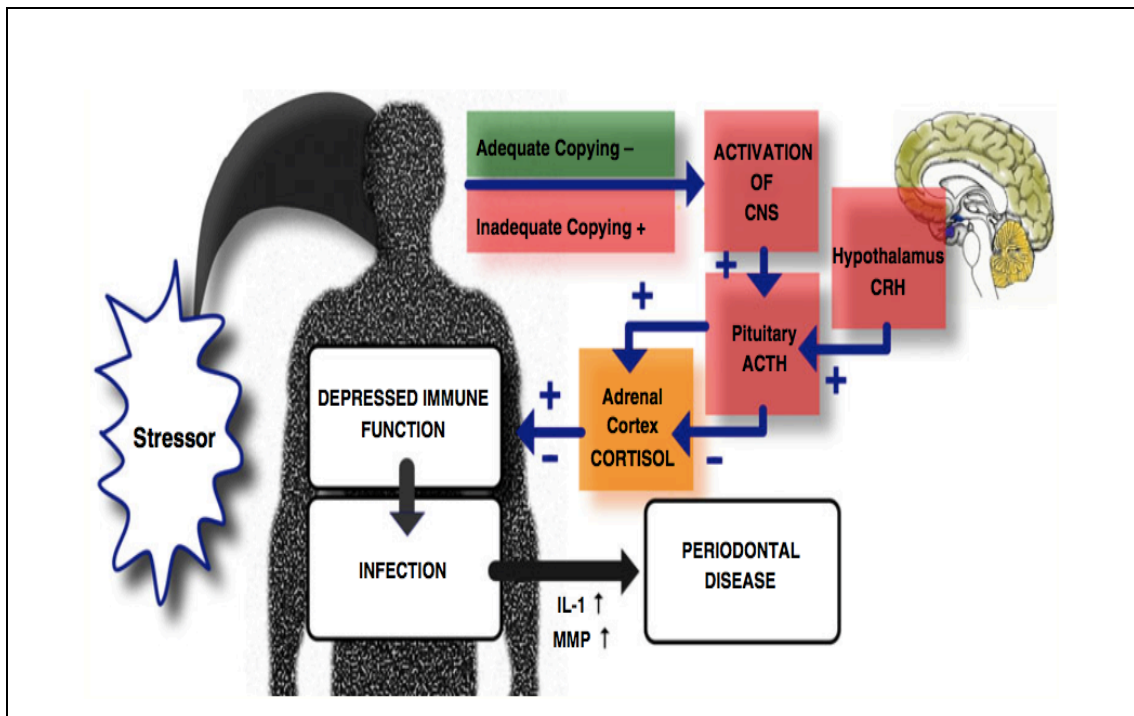 Adequate Copying –
Inadequate Copying +
ACTIVATION
OF
CNS
+
Hypothalamus
CRH
+
Pituitary
ACTH
+
–
Adrenal
Cortex
CORTISOL
+
–
Stressor
DEPRESSED IMMUNE
FUNCTION
INFECTION
IL-1 ↑
MMP ↑
PERIODONTAL
DISEASE